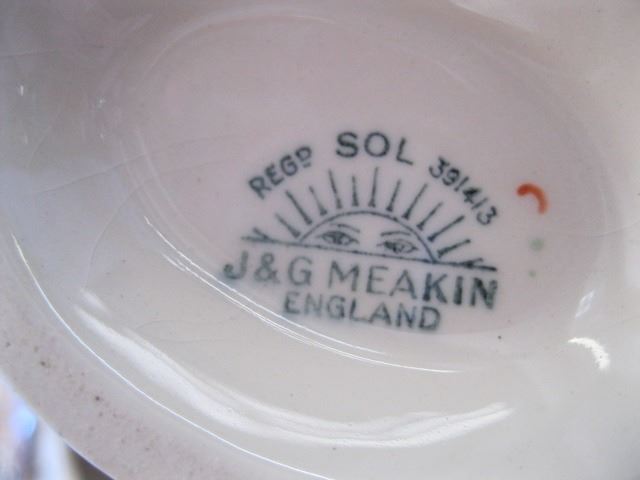 REGD SOL 391413
J & G MEAKIN
ENGLAND